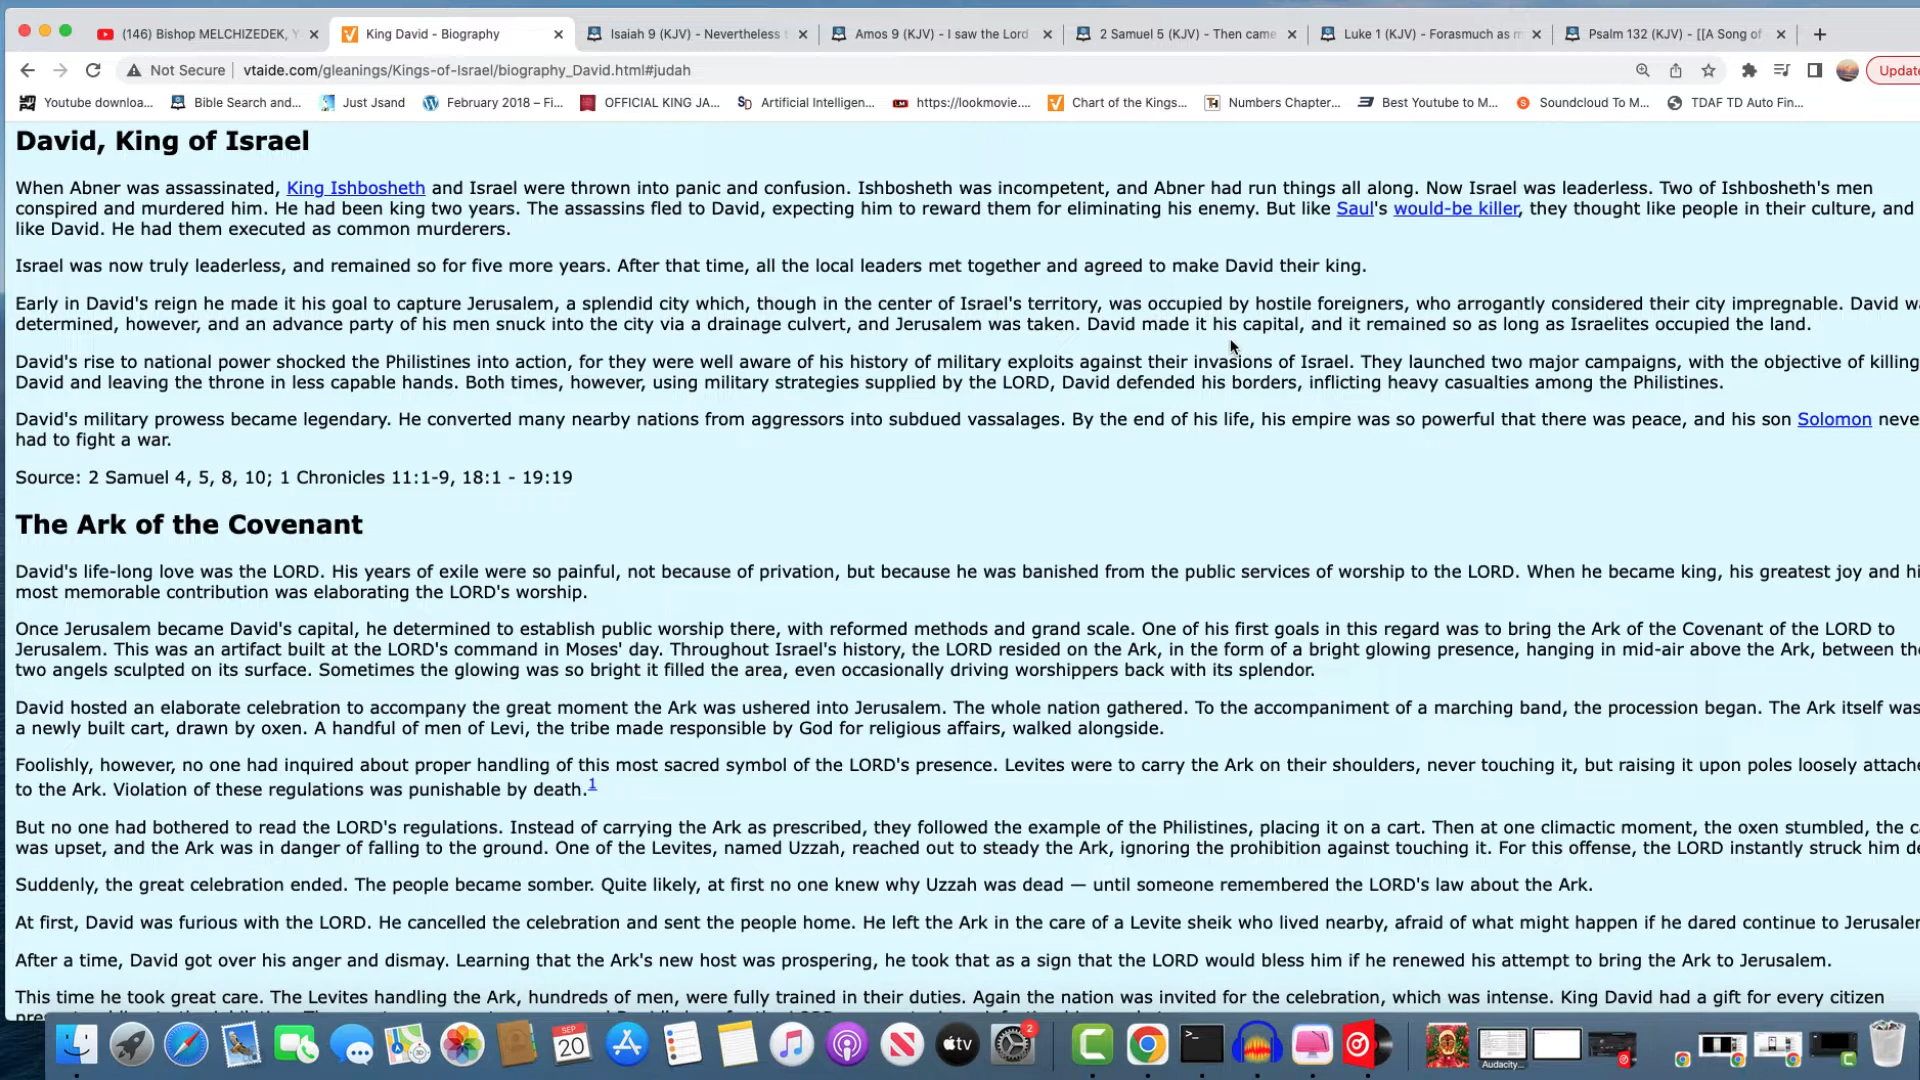 (146) Bishop MELCHIZEDEK, Y
King David - Biography
Isaiah 9 (KJV) - Nevertheless t
Amos 9 (KJV) - I saw the Lord
2 Samuel 5 (KJV) - Then came
Luke 1 (KJV) - Forasmuch as m
Psalm 132 (KJV) - [[A Song of
Not Secure
vtaide.com/gleanings/Kings-of-Israel/biography_David.html#judah
Update
Youtube downloa...
Bible Search and...
Just Jsand
February 2018 – Fi...
OFFICIAL KING JA...
Artificial Intelligen...
https://lookmovie....
Chart of the Kings...
Numbers Chapter...
Best Youtube to M...
Soundcloud To M...
TDAF TD Auto Fin...
David, King of Israel
When Abner was assassinated, King Ishbosheth and Israel were thrown into panic and confusion. Ishbosheth was incompetent, and Abner had run things all along. Now Israel was leaderless. Two of Ishbosheth's men
conspired and murdered him. He had been king two years. The assassins fled to David, expecting him to reward them for eliminating his enemy. But like Saul's would-be killer, they thought like people in their culture, and
like David. He had them executed as common murderers.
Israel was now truly leaderless, and remained so for five more years. After that time, all the local leaders met together and agreed to make David their king.
Early in David's reign he made it his goal to capture Jerusalem, a splendid city which, though in the center of Israel's territory, was occupied by hostile foreigners, who arrogantly considered their city impregnable. David wa
determined, however, and an advance party of his men snuck into the city via a drainage culvert, and Jerusalem was taken. David made it his capital, and it remained so as long as Israelites occupied the land.
David's rise to national power shocked the Philistines into action, for they were well aware of his history of military exploits against their invasions of Israel. They launched two major campaigns, with the objective of killing
David and leaving the throne in less capable hands. Both times, however, using military strategies supplied by the LORD, David defended his borders, inflicting heavy casualties among the Philistines.
David's military prowess became legendary. He converted many nearby nations from aggressors into subdued vassalages. By the end of his life, his empire was so powerful that there was peace, and his son Solomon neve
had to fight a war.
Source: 2 Samuel 4, 5, 8, 10; 1 Chronicles 11:1-9, 18:1 - 19:19
The Ark of the Covenant
David's life-long love was the LORD. His years of exile were so painful, not because of privation, but because he was banished from the public services of worship to the LORD. When he became king, his greatest joy and hi
most memorable contribution was elaborating the LORD's worship.
Once Jerusalem became David's capital, he determined to establish public worship there, with reformed methods and grand scale. One of his first goals in this regard was to bring the Ark of the Covenant of the LORD to
Jerusalem. This was an artifact built at the LORD's command in Moses' day. Throughout Israel's history, the LORD resided on the Ark, in the form of a bright glowing presence, hanging in mid-air above the Ark, between the
two angels sculpted on its surface. Sometimes the glowing was so bright it filled the area, even occasionally driving worshippers back with its splendor.
David hosted an elaborate celebration to accompany the great moment the Ark was ushered into Jerusalem. The whole nation gathered. To the accompaniment of a marching band, the procession began. The Ark itself was
a newly built cart, drawn by oxen. A handful of men of Levi, the tribe made responsible by God for religious affairs, walked alongside.
Foolishly, however, no one had inquired about proper handling of this most sacred symbol of the LORD's presence. Levites were to carry the Ark on their shoulders, never touching it, but raising it upon poles loosely attache
to the Ark. Violation of these regulations was punishable by death.1
But no one had bothered to read the LORD's regulations. Instead of carrying the Ark as prescribed, they followed the example of the Philistines, placing it on a cart. Then at one climactic moment, the oxen stumbled, the ca
was upset, and the Ark was in danger of falling to the ground. One of the Levites, named Uzzah, reached out to steady the Ark, ignoring the prohibition against touching it. For this offense, the LORD instantly struck him de
Suddenly, the great celebration ended. The people became somber. Quite likely, at first no one knew why Uzzah was dead — until someone remembered the LORD's law about the Ark.
At first, David was furious with the LORD. He cancelled the celebration and sent the people home. He left the Ark in the care of a Levite sheik who lived nearby, afraid of what might happen if he dared continue to Jerusaler
After a time, David got over his anger and dismay. Learning that the Ark's new host was prospering, he took that as a sign that the LORD would bless him if he renewed his attempt to bring the Ark to Jerusalem.
This time he took great care. The Levites handling the Ark, hundreds of men, were fully trained in their duties. Again the nation was invited for the celebration, which was intense. King David had a gift for every citizen
SEP
20
tv
2
Audacity...